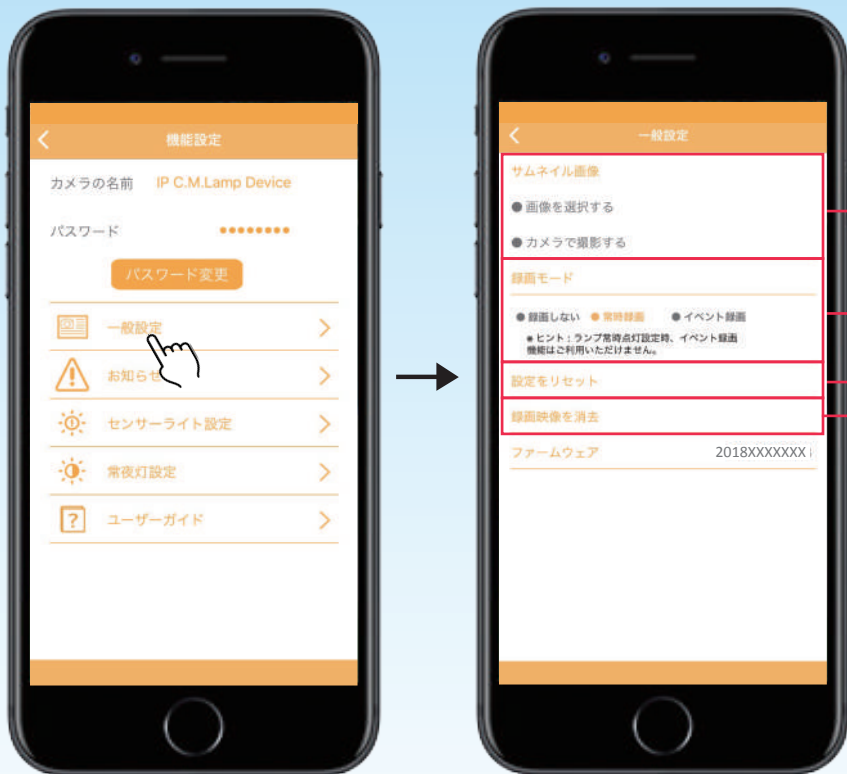 機能設定
カメラの名前 IP C.M.Lamp Device
パスワード ●●●●●●●●
パスワード変更
一般設定
お知らせ
センサーライト設定
常夜灯設定
ユーザーガイド
一般設定
サムネイル画像
●画像を選択する
●カメラで撮影する
録画モード
●録画しない ●常時録画 ●イベント録画
●ヒント：ランプ常時点灯設定時、イベント録画
機能はご利用いただけません。
設定をリセット
録画映像を消去
ファームウェア 2018XXXXXXX